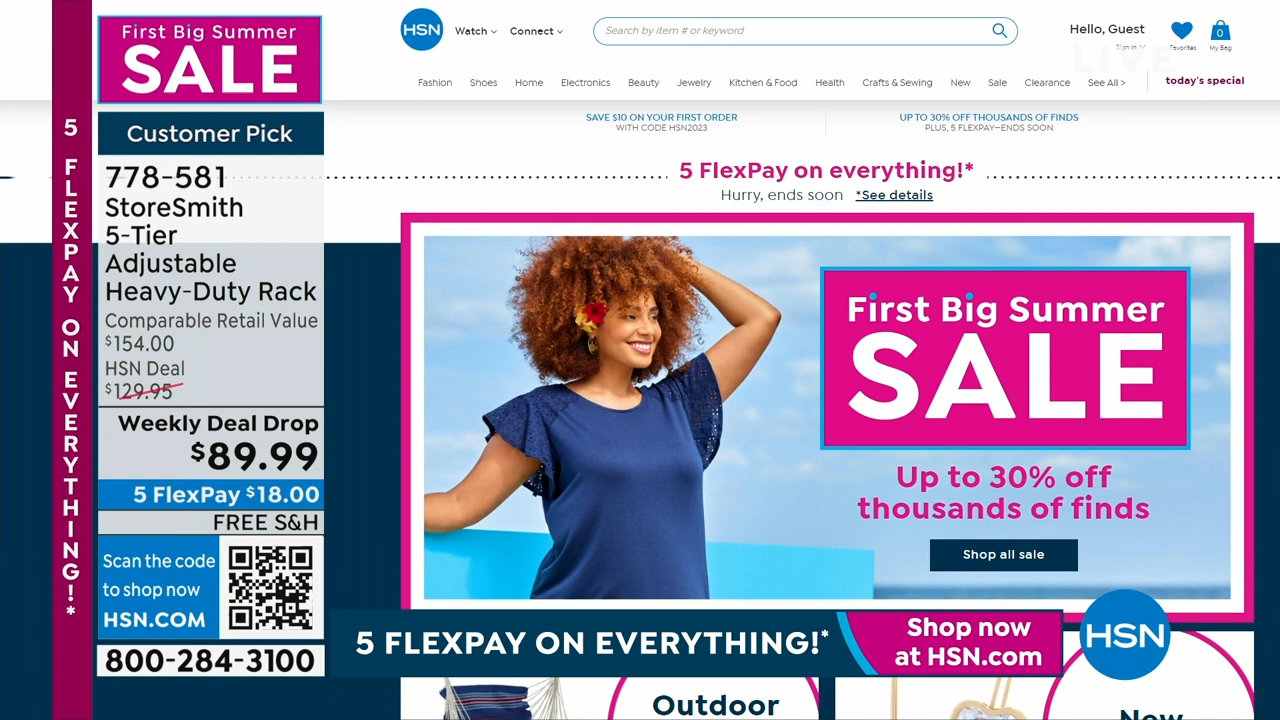 5 FLEXPAY ON EVERYTHING!*
First Big Summer
SALE
Customer Pick
778-581
StoreSmith
5-Tier
Adjustable
Heavy-Duty Rack
Comparable Retail Value
$154.00
HSN Deal
$129.95
Weekly Deal Drop
$89.99
5 FlexPay $18.00
FREE S&H
Scan the code
to shop now
HSN.COM
800-284-3100
HSN
Watch
Connect
Search by item # or keyword
Hello, Guest
Sign in
Favorites
0
My Bag
LIVE
Fashion Shoes Home Electronics Beauty Jewelry Kitchen & Food Health Crafts & Sewing New Sale Clearance See All >
today's special
SAVE $10 ON YOUR FIRST ORDER
WITH CODE HSN2023
UP TO 30% OFF THOUSANDS OF FINDS
PLUS, 5 FLEXPAY—ENDS SOON
5 FlexPay on everything!*
Hurry, ends soon *See details
First Big Summer
SALE
Up to 30% off
thousands of finds
Shop all sale
5 FLEXPAY ON EVERYTHING!*
Shop now
at HSN.com
HSN
Outdoor
New